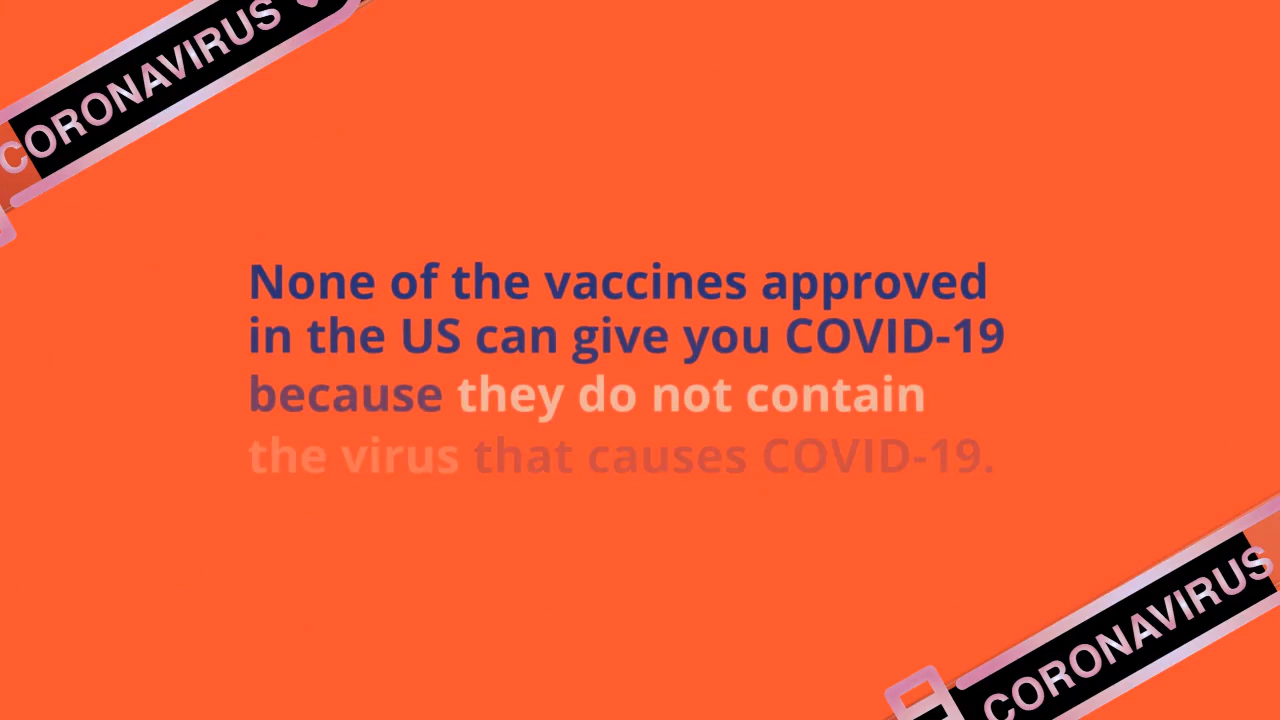 CORONAVIRUS
None of the vaccines approved
in the US can give you COVID-19
because they do not contain
the virus that causes COVID-19.
CORONAVIRUS